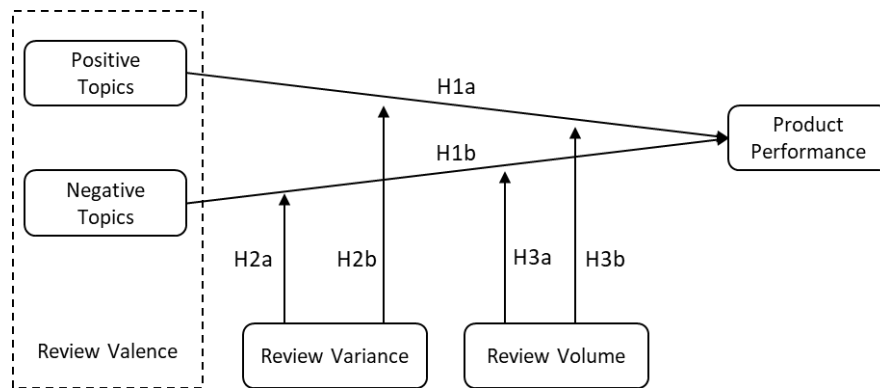 Positive
Topics
H1a
Product
Performance
H1b
Negative
Topics
H2a
H2b
H3a
H3b
Review Valence
Review Variance
Review Volume